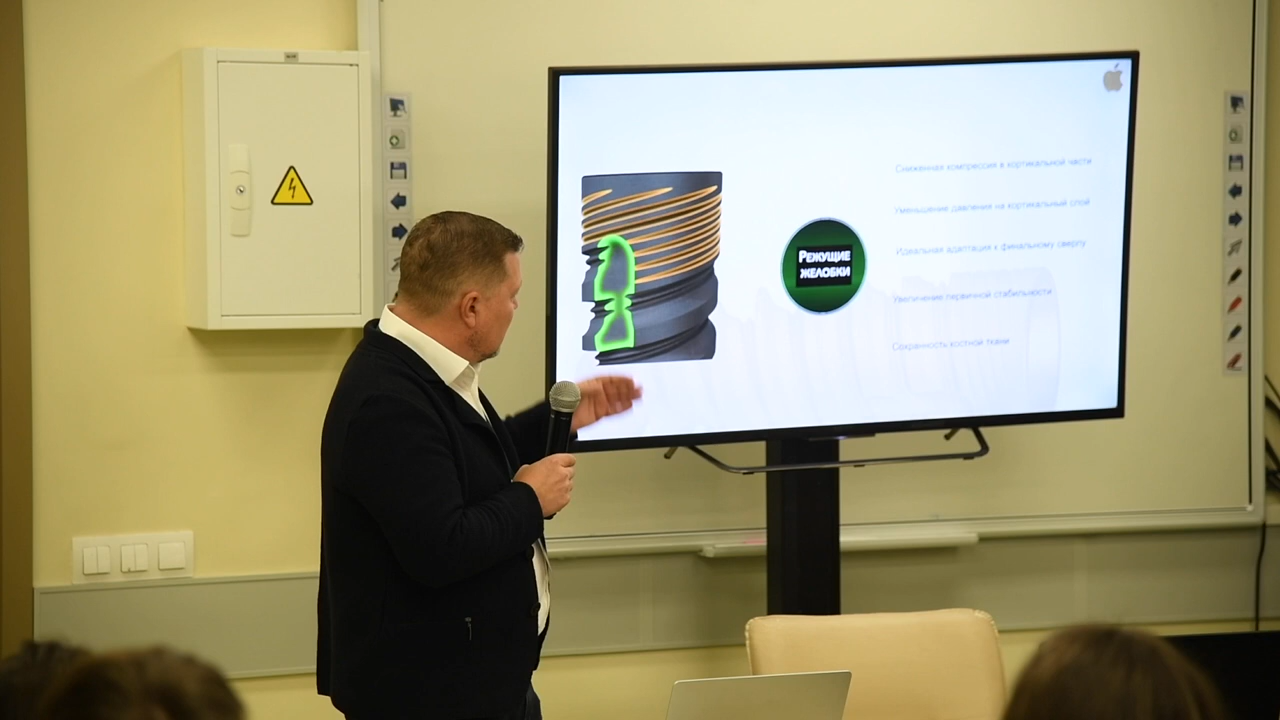 Сниженная компрессия в кортикальной части
Уменьшение давления на кортикальный слой
Режущие
желобки
Идеальная адаптация к финальному сверлу
Увеличение первичной стабильности
Сохранность костной ткани